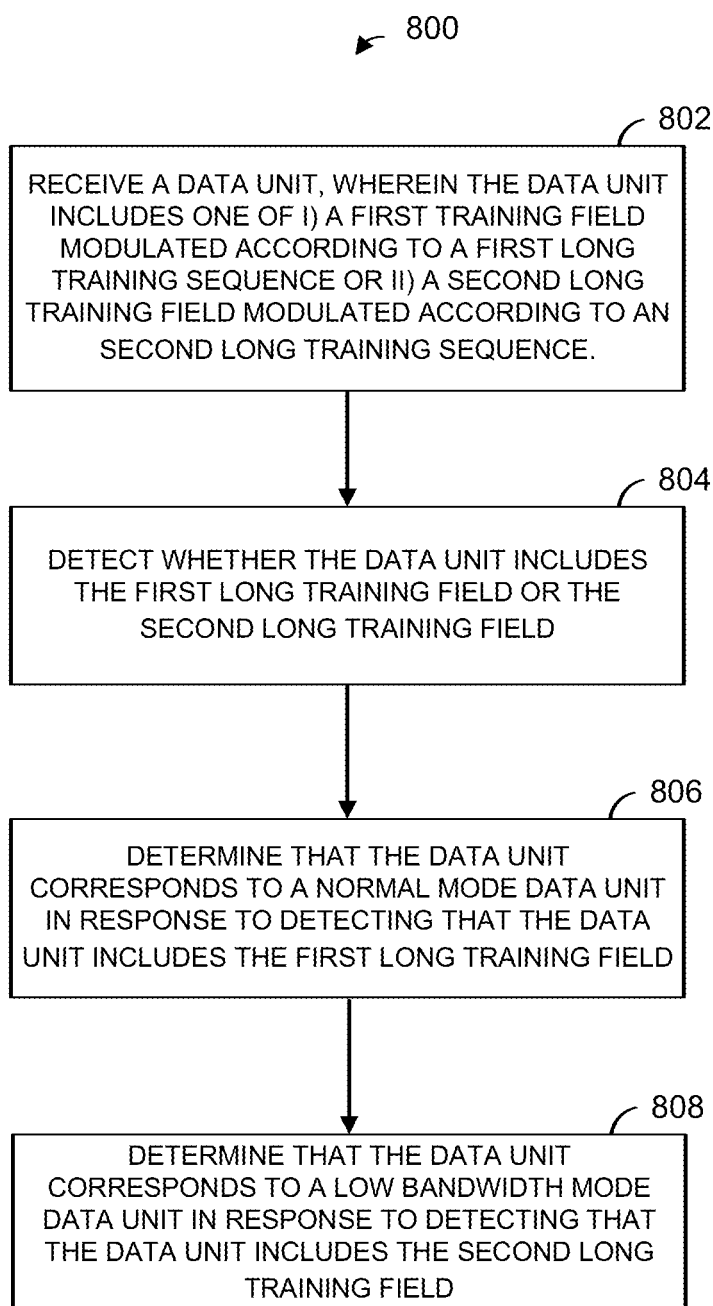 800
802
RECEIVE A DATA UNIT, WHEREIN THE DATA UNIT
INCLUDES ONE OF I) A FIRST TRAINING FIELD
MODULATED ACCORDING TO A FIRST LONG
TRAINING SEQUENCE OR II) A SECOND LONG
TRAINING FIELD MODULATED ACCORDING TO AN
SECOND LONG TRAINING SEQUENCE.
804
DETECT WHETHER THE DATA UNIT INCLUDES
THE FIRST LONG TRAINING FIELD OR THE
SECOND LONG TRAINING FIELD
806
DETERMINE THAT THE DATA UNIT
CORRESPONDS TO A NORMAL MODE DATA UNIT
IN RESPONSE TO DETECTING THAT THE DATA
UNIT INCLUDES THE FIRST LONG TRAINING FIELD
808
DETERMINE THAT THE DATA UNIT
CORRESPONDS TO A LOW BANDWIDTH MODE
DATA UNIT IN RESPONSE TO DETECTING THAT
THE DATA UNIT INCLUDES THE SECOND LONG
TRAINING FIELD